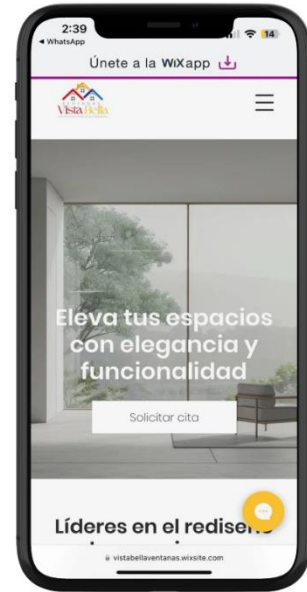 2:39
14
WhatsApp
Únete a la WiXapp
Vista Bella
Eleva tus espacios
con elegancia y
funcionalidad
Solicitar cita
Líderes en el rediseño
vistabellaventanas.wixsite.com